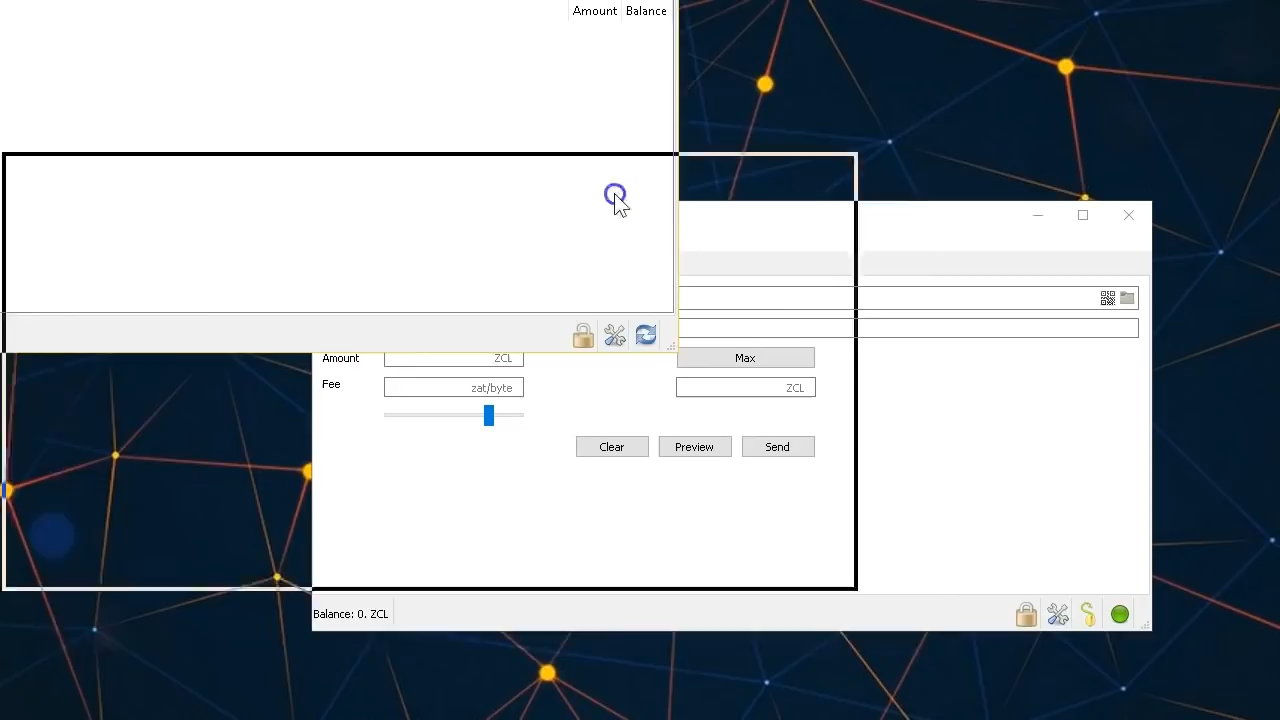 Amount Balance
Amount ZCL Max
Fee zat/byte ZCL
Clear Preview Send
Balance: 0. ZCL